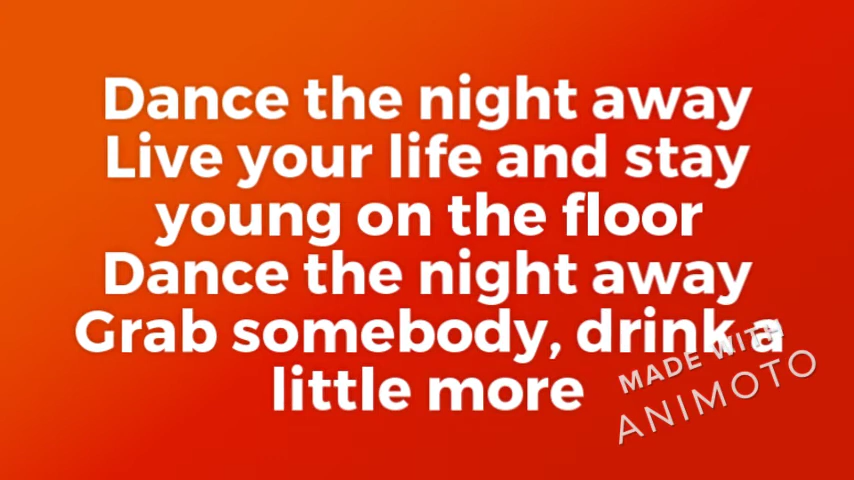 Dance the night away
Live your life and stay
young on the floor
Dance the night away
Grab somebody, drink a
little more
MADE WITH
ANIMOTO